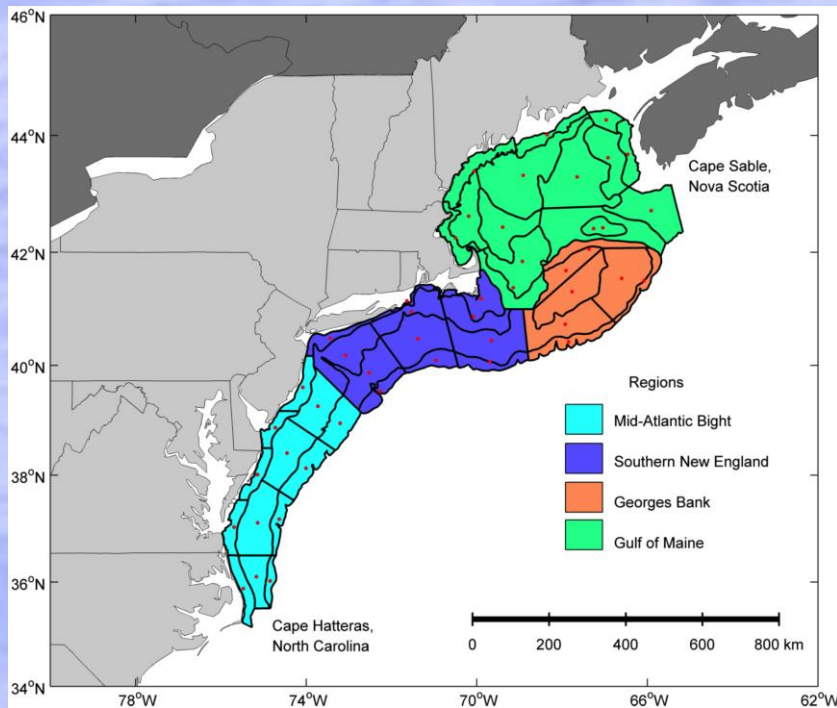 46°N
44°N
42°N
40°N
38°N
36°N
34°N
Cape Sable,
Nova Scotia
Regions
Mid-Atlantic Bight
Southern New England
Georges Bank
Gulf of Maine
Cape Hatteras,
North Carolina
0 200 400 600 800 km
78°W 74°W 70°W 66°W 62°W